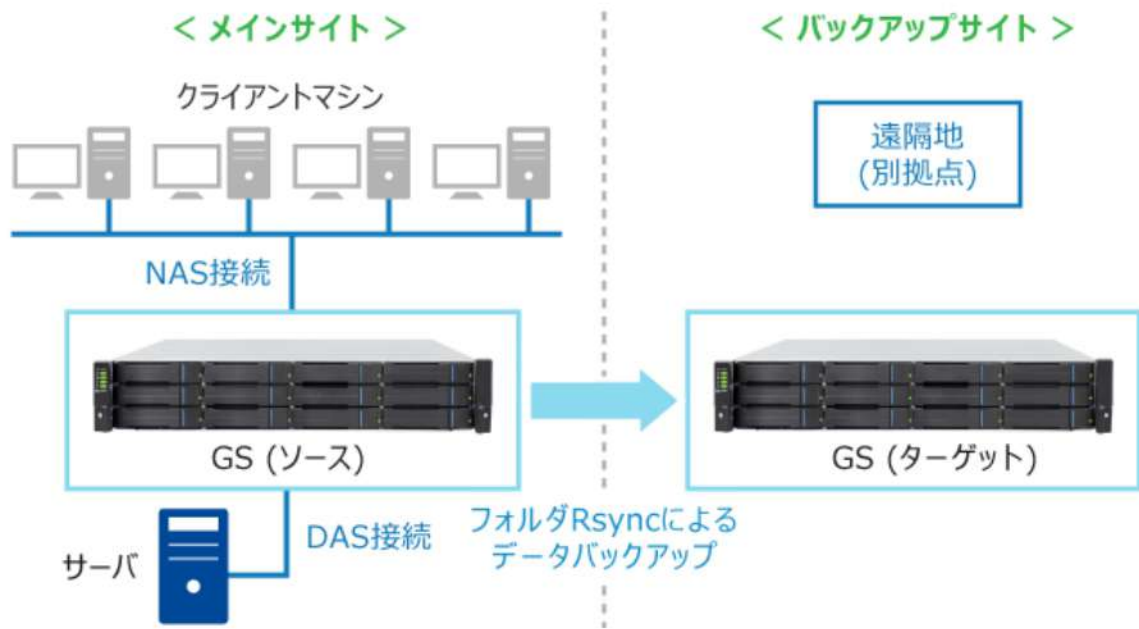 < メインサイト >
< バックアップサイト >
クライアントマシン
遠隔地
(別拠点)
NAS接続
GS (ソース)
GS (ターゲット)
DAS接続
フォルダRsyncによる
データバックアップ
サーバ